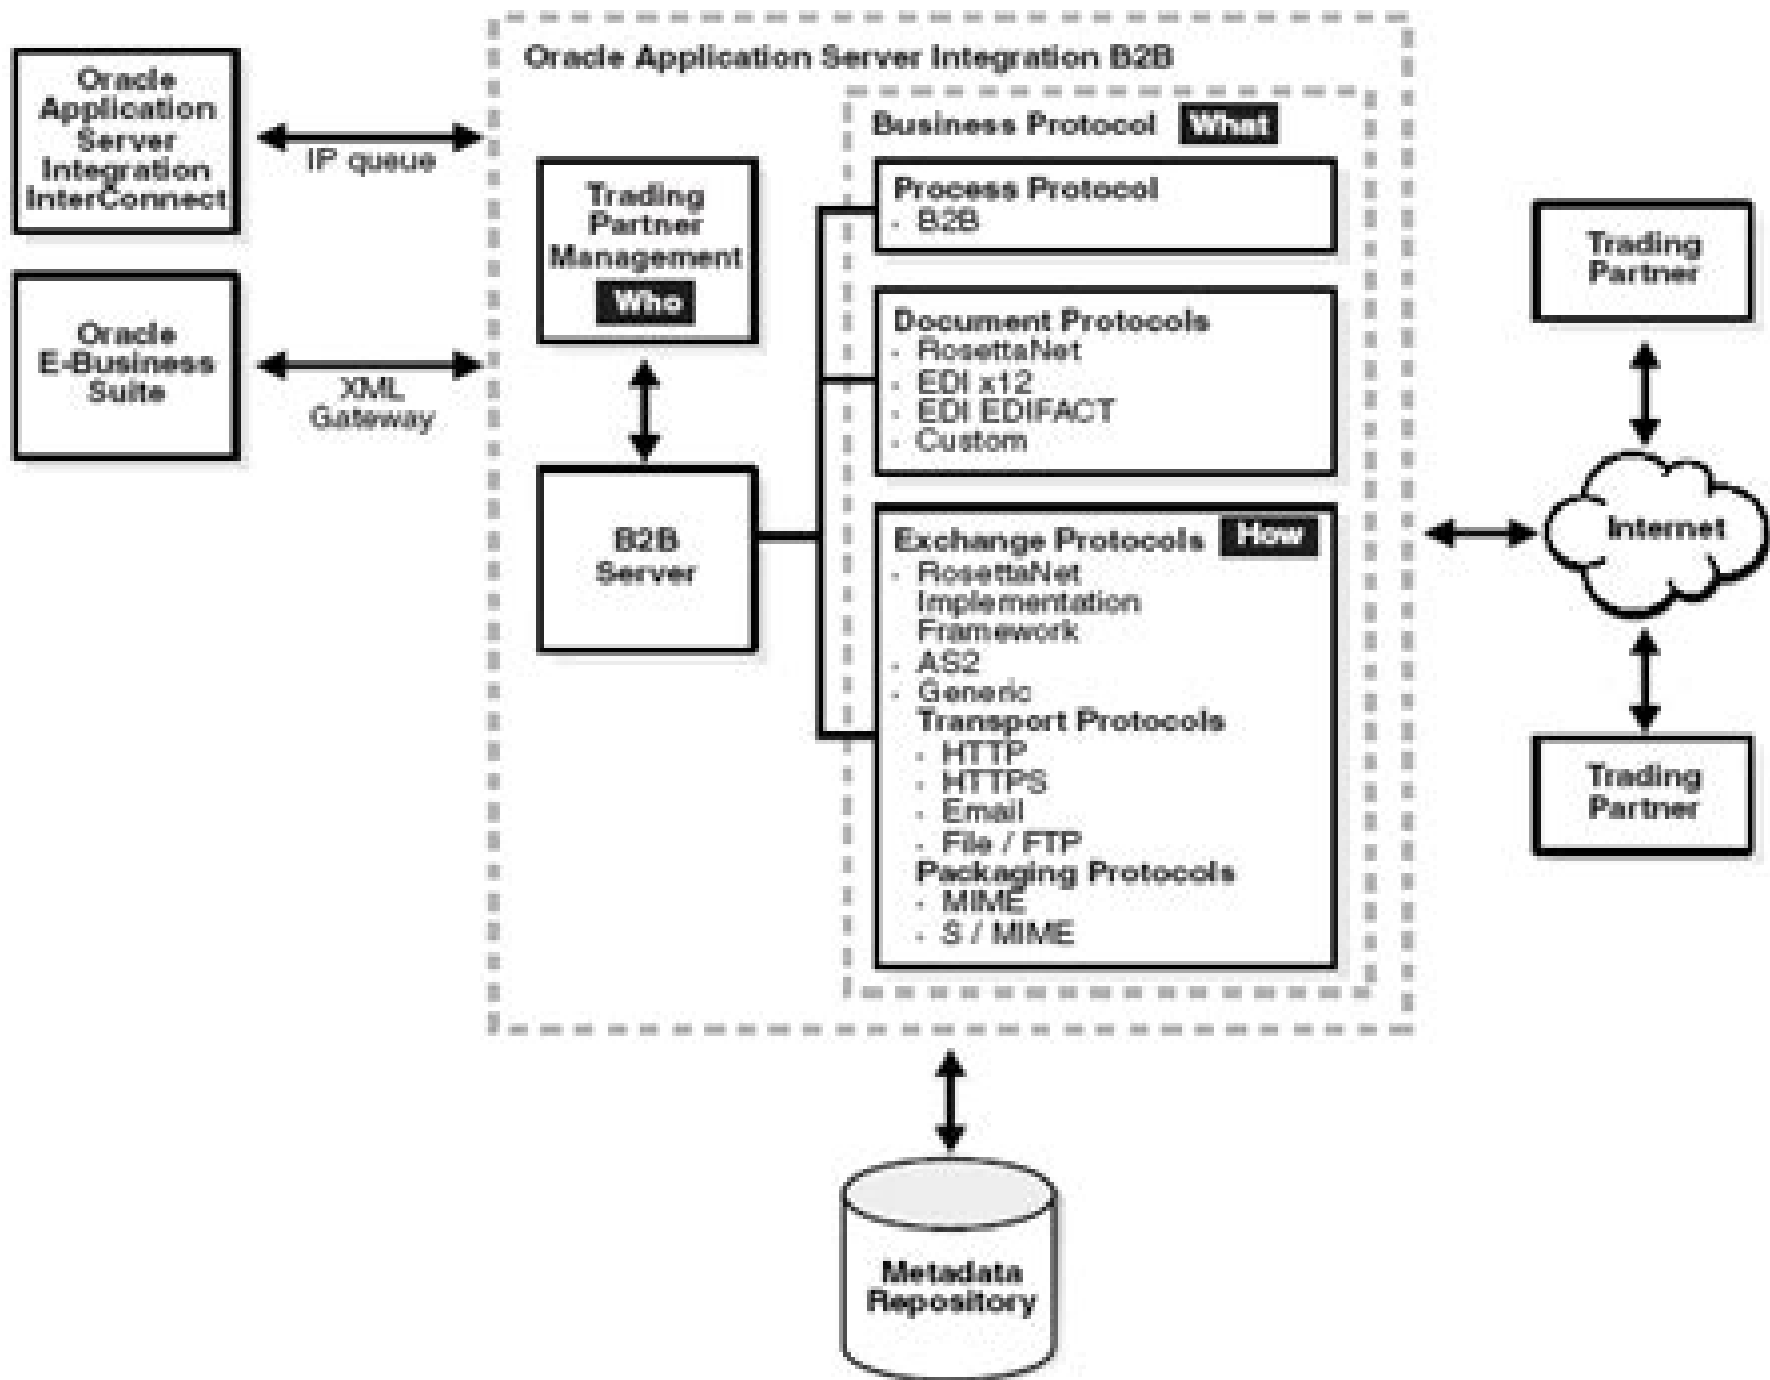 Oracle Application Server Integration B2B
Oracle
Application
Server
Integration
InterConnect
IP queue
Oracle
E-Business
Suite
XML
Gateway
Trading
Partner
Management
Who
B2B
Server
Business Protocol What
Process Protocol
- B2B
Document Protocols
- RosettaNet
- EDI x12
- EDI EDIFACT
- Custom
Exchange Protocols How
- RosettaNet
Implementation
Framework
- AS2
- Generic
Transport Protocols
- HTTP
- HTTPS
- Email
- File / FTP
Packaging Protocols
- MIME
- S / MIME
Trading
Partner
Internet
Trading
Partner
Metadata
Repository